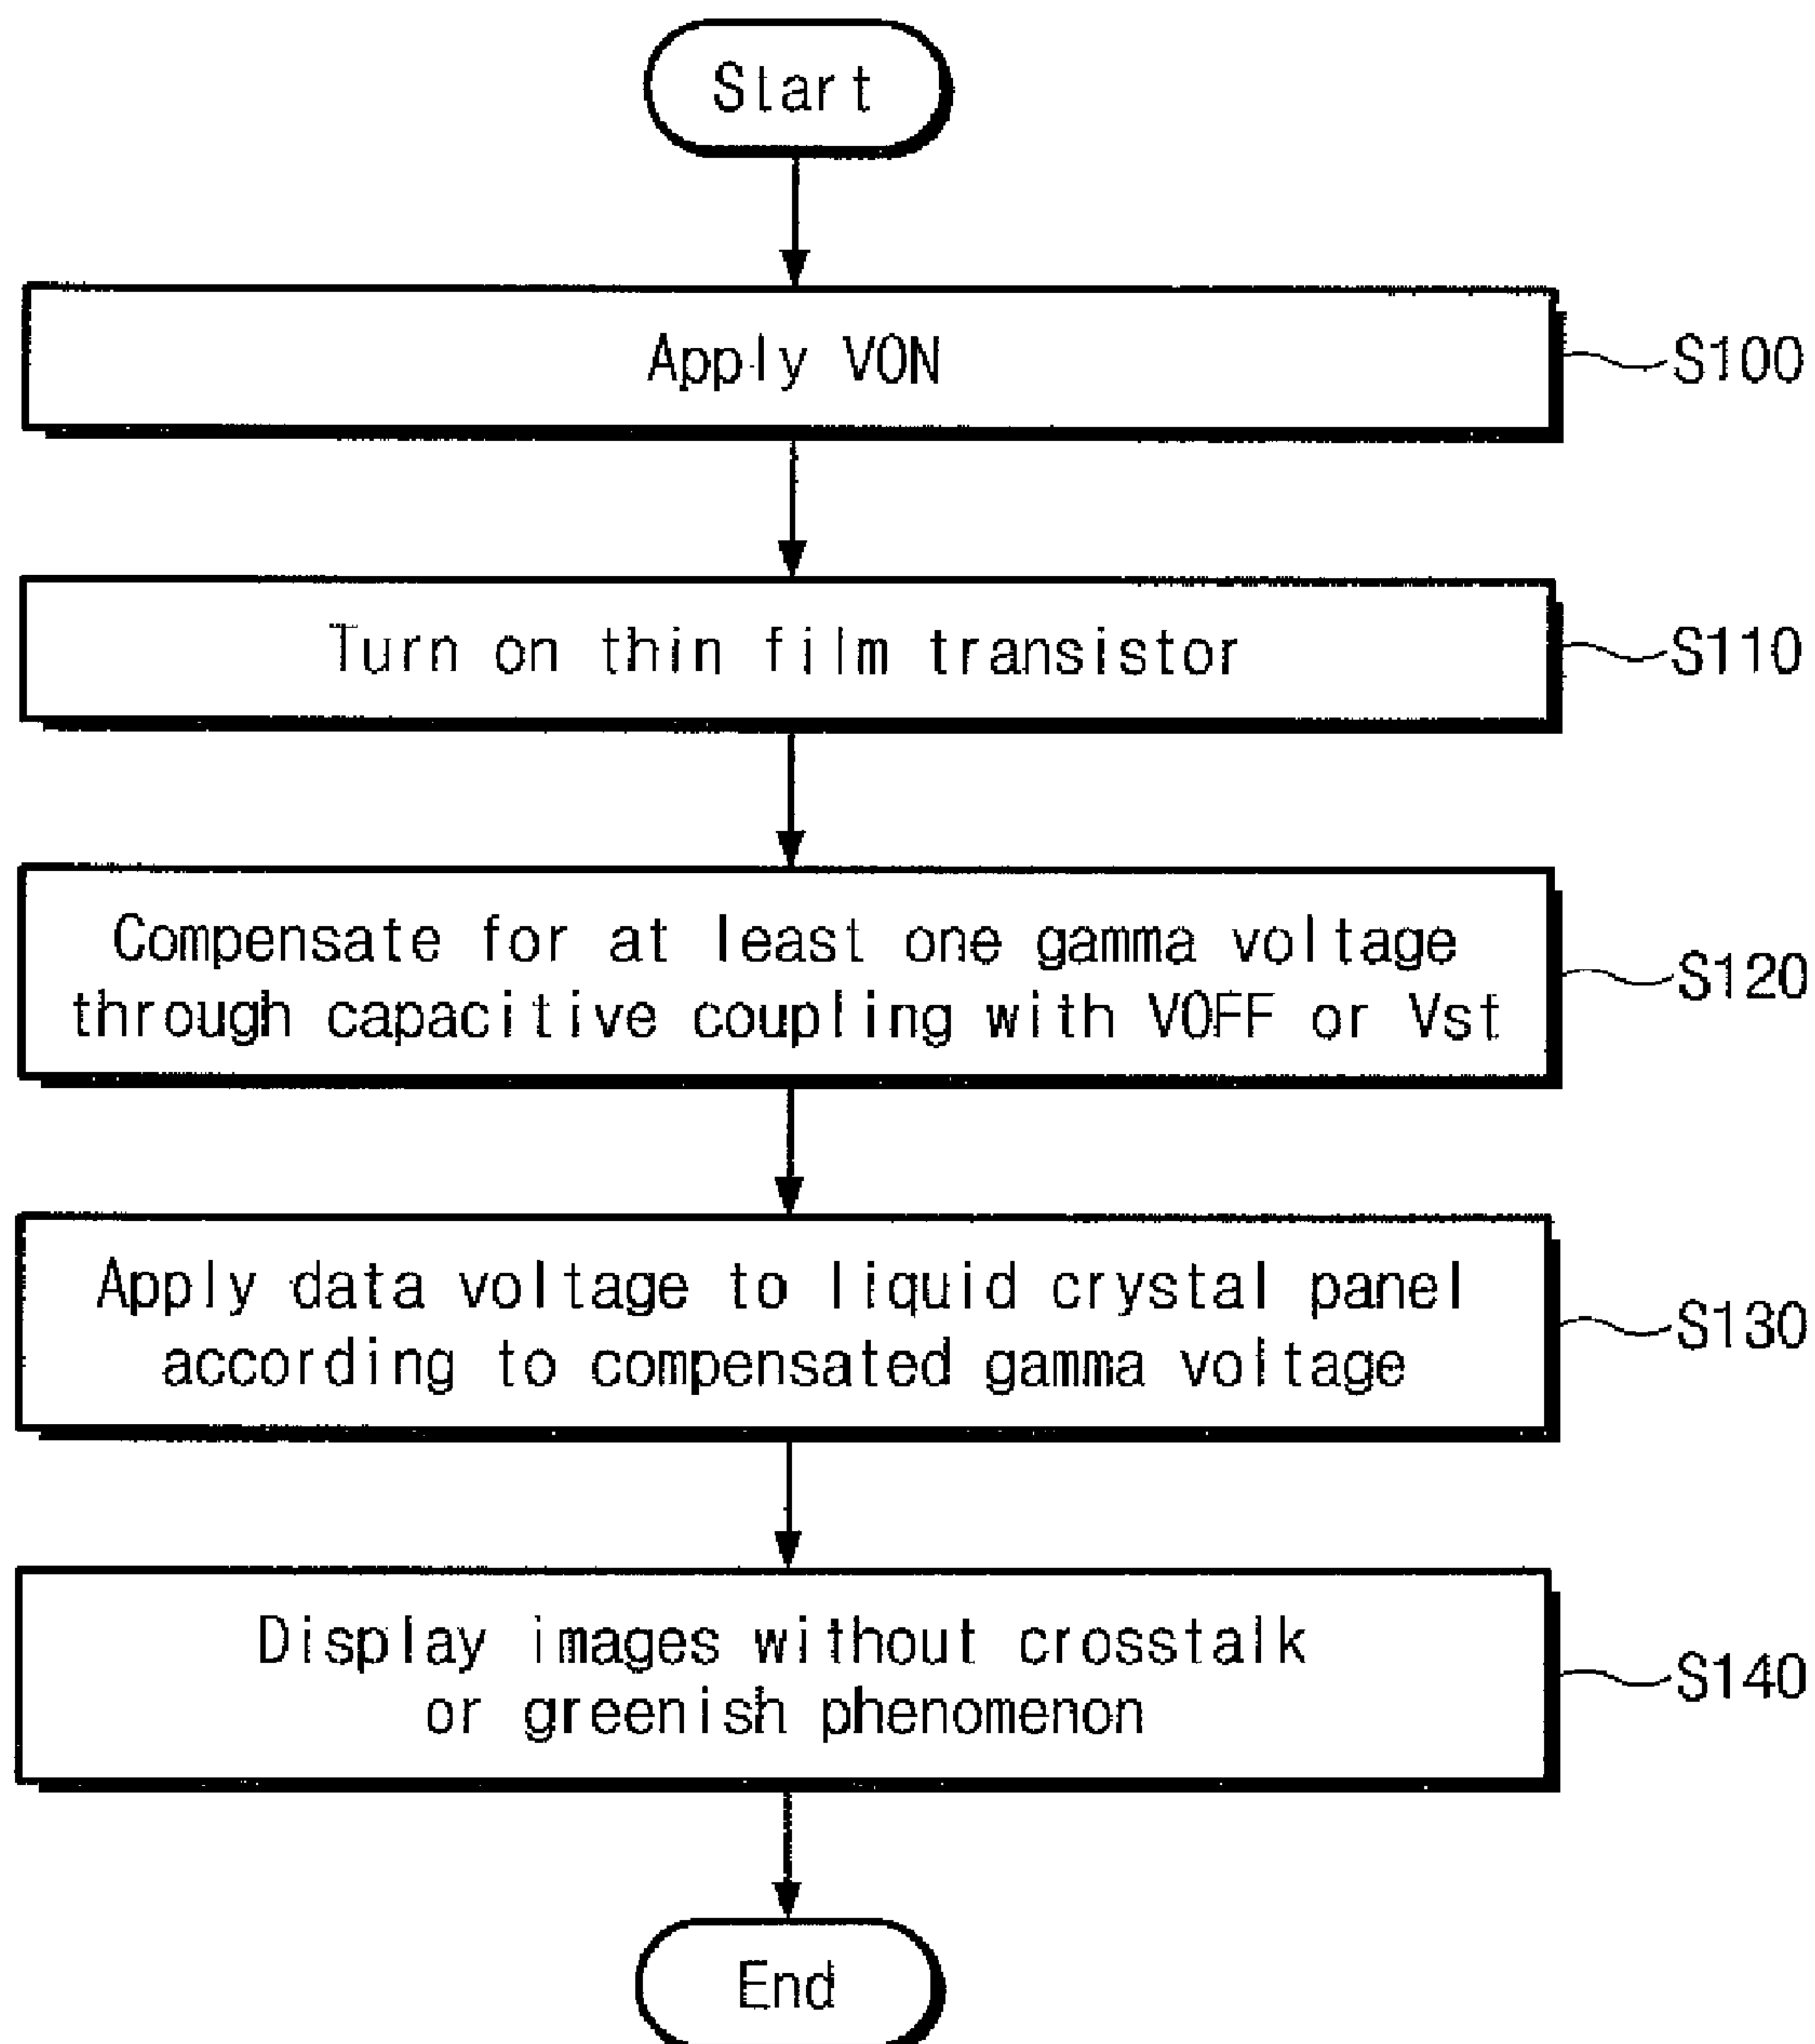 Start
Apply VON
S100
Turn on thin film transistor
S110
Compensate for at least one gamma voltage
through capacitive coupling with VOFF or Vst
S120
Apply data voltage to liquid crystal panel
according to compensated gamma voltage
S130
Display images without crosstalk
or greenish phenomenon
S140
End